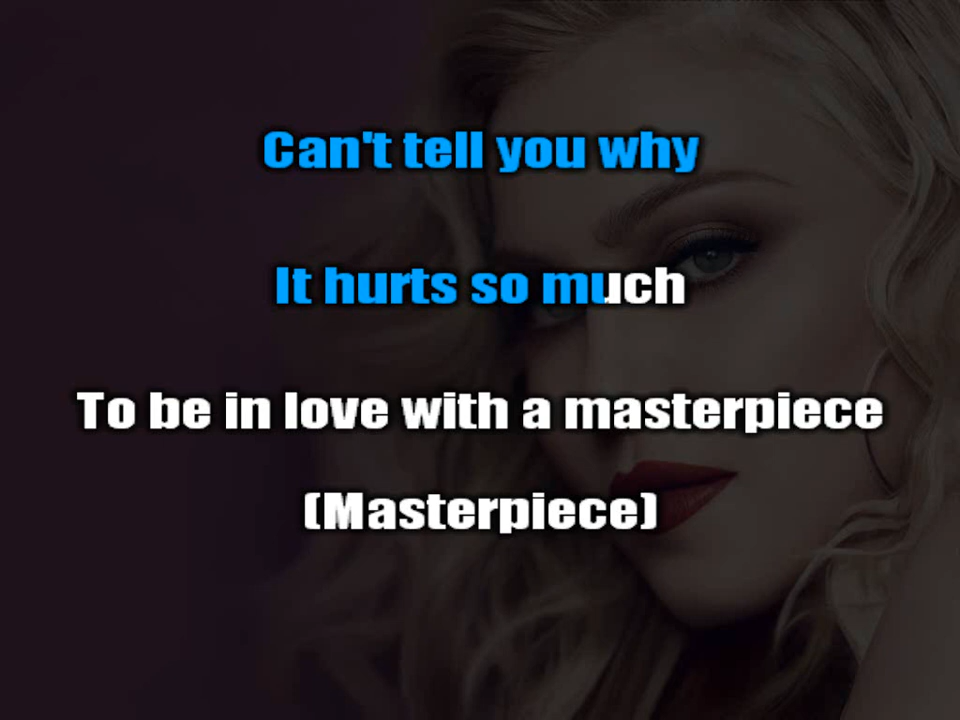 Can't tell you why
It hurts so much
To be in love with a masterpiece
(Masterpiece)